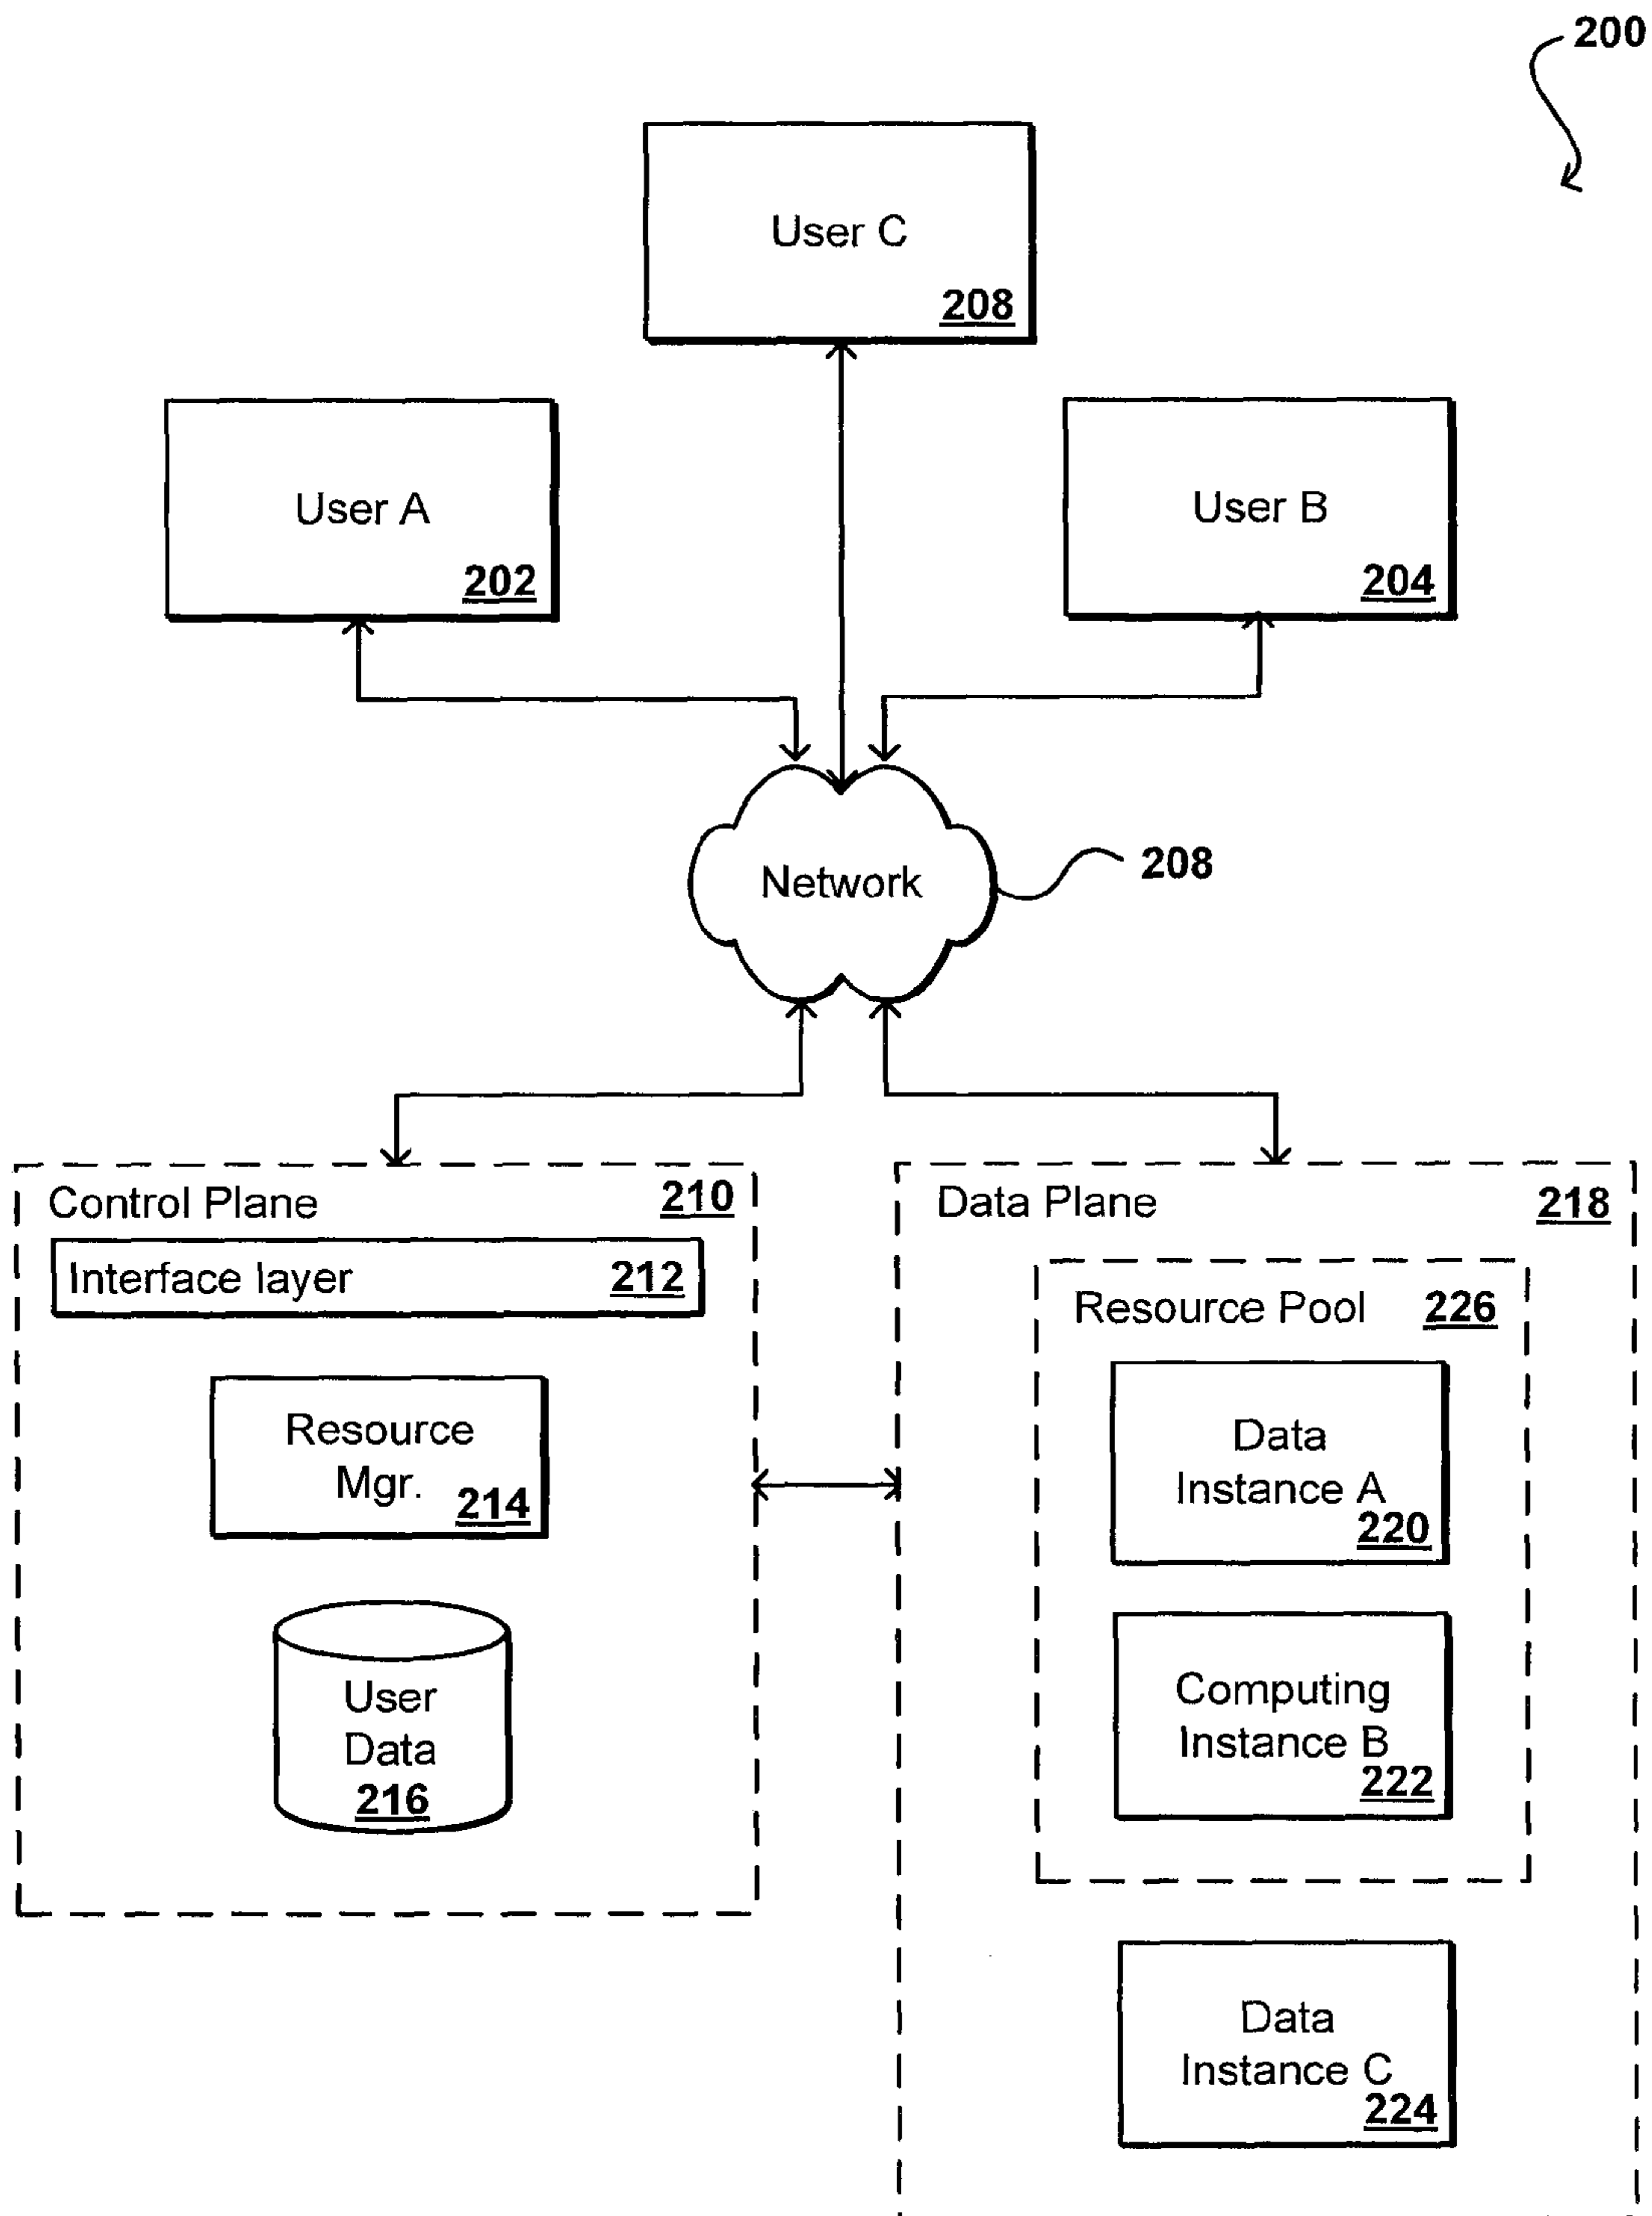 200
User C
208
User A
202
User B
204
Network
208
Control Plane 210
Interface layer 212
Resource
Mgr.
214
User
Data
216
Data Plane 218
Resource Pool 226
Data
Instance A
220
Computing
Instance B
222
Data
Instance C
224